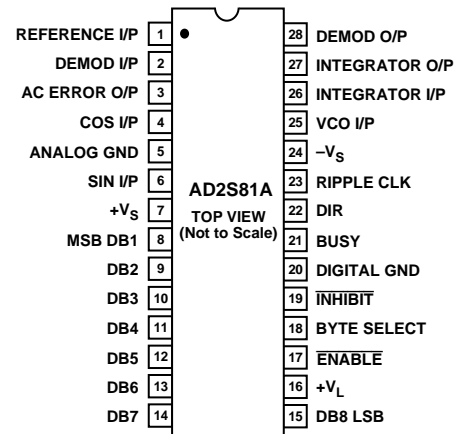 REFERENCE I/P 1
DEMOD I/P 2
AC ERROR O/P 3
COS I/P 4
ANALOG GND 5
SIN I/P 6
+VS 7
MSB DB1 8
DB2 9
DB3 10
DB4 11
DB5 12
DB6 13
DB7 14
AD2S81A
TOP VIEW
(Not to Scale)
28 DEMOD O/P
27 INTEGRATOR O/P
26 INTEGRATOR I/P
25 VCO I/P
24 –VS
23 RIPPLE CLK
22 DIR
21 BUSY
20 DIGITAL GND
19 INHIBIT
18 BYTE SELECT
17 ENABLE
16 +VL
15 DB8 LSB